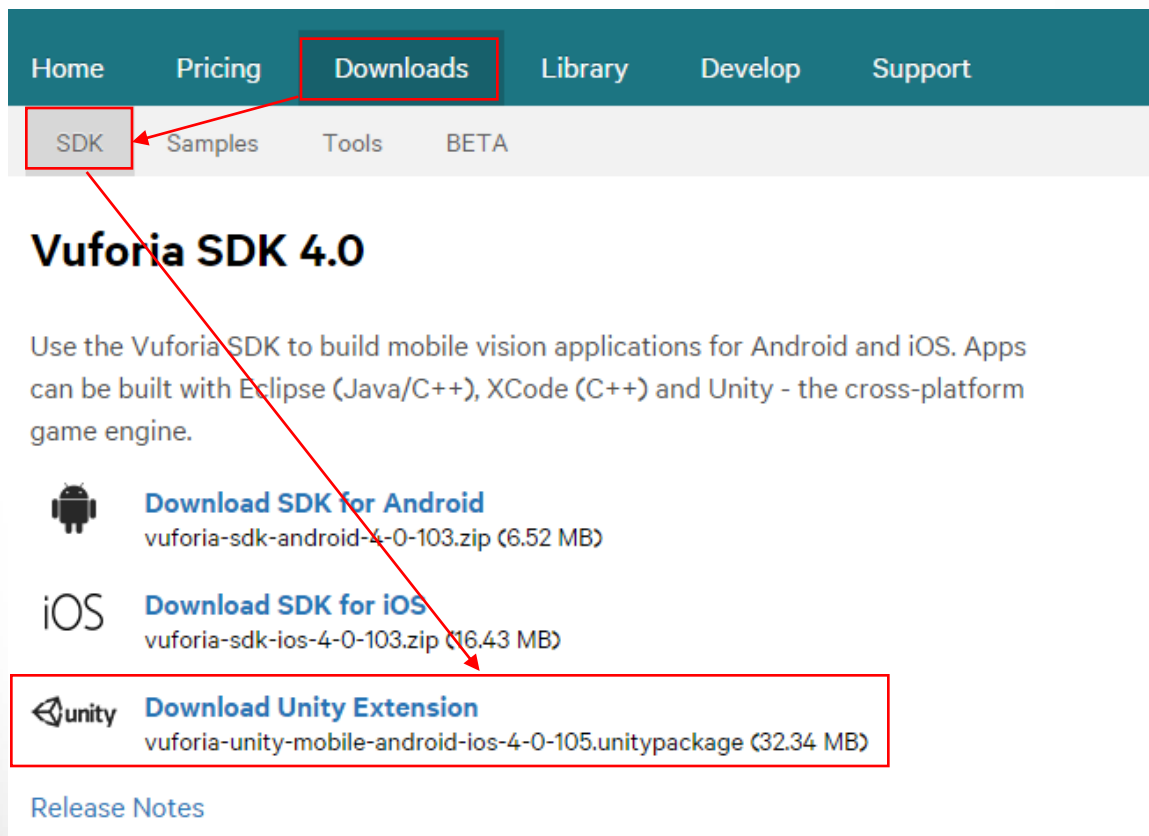 Home Pricing Downloads Library Develop Support
SDK Samples Tools BETA
Vuforia SDK 4.0
Use the Vuforia SDK to build mobile vision applications for Android and iOS. Apps
can be built with Eclipse (Java/C++), XCode (C++) and Unity - the cross-platform
game engine.
Download SDK for Android
vuforia-sdk-android-4-0-103.zip (6.52 MB)
iOS Download SDK for iOS
vuforia-sdk-ios-4-0-103.zip (16.43 MB)
unity Download Unity Extension
vuforia-unity-mobile-android-ios-4-0-105.unitypackage (32.34 MB)
Release Notes